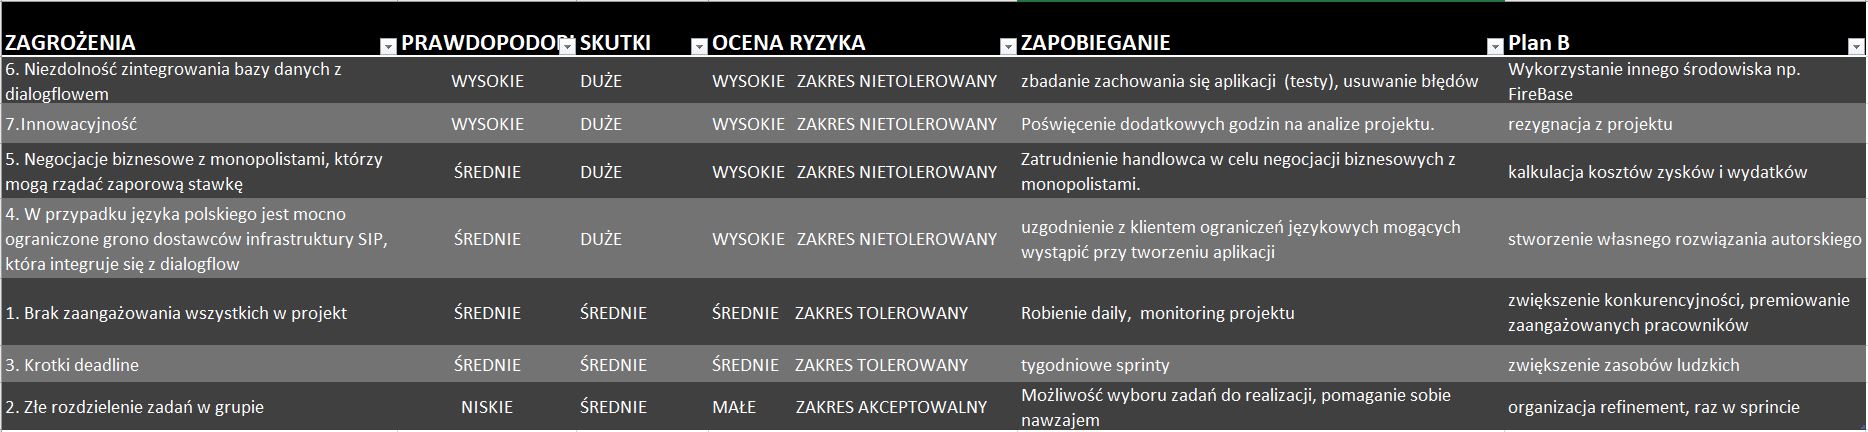 ZAGROŻENIA PRAWDOPODOBI SKUTKI OCENA RYZYKA ZAPOBIEGANIE Plan B
6. Niezdolność zintegrowania bazy danych z
dialogflowem
WYSOKIE
DUŻE
WYSOKIE ZAKRES NIETOLEROWANY
zbadanie zachowania się aplikacji (testy), usuwanie błędów
Wykorzystanie innego środowiska np.
FireBase
7.Innowacyjność
WYSOKIE
DUŻE
WYSOKIE ZAKRES NIETOLEROWANY
Poświęcenie dodatkowych godzin na analize projektu.
rezygnacja z projektu
5. Negocjacje biznesowe z monopolistami, którzy
mogą rządać zaporową stawkę
ŚREDNIE
DUŻE
WYSOKIE ZAKRES NIETOLEROWANY
Zatrudnienie handlowca w celu negocjacji biznesowych z
monopolistami.
kalkulacja kosztów zysków i wydatków
4. W przypadku języka polskiego jest mocno
ograniczone grono dostawców infrastruktury SIP,
która integruje się z dialogflow
ŚREDNIE
DUŻE
WYSOKIE ZAKRES NIETOLEROWANY
uzgodnienie z klientem ograniczeń językowych mogących
wystąpić przy tworzeniu aplikacji
stworzenie własnego rozwiązania autorskiego
1. Brak zaangażowania wszystkich w projekt
ŚREDNIE
ŚREDNIE
ŚREDNIE ZAKRES TOLEROWANY
Robienie daily, monitoring projektu
zwiększenie konkurencyjności, premiowanie
zaangażowanych pracowników
3. Krotki deadline
ŚREDNIE
ŚREDNIE
ŚREDNIE ZAKRES TOLEROWANY
tygodniowe sprinty
zwiększenie zasobów ludzkich
2. Złe rozdzielenie zadań w grupie
NISKIE
ŚREDNIE
MAŁE ZAKRES AKCEPTOWALNY
Możliwość wyboru zadań do realizacji, pomaganie sobie
nawzajem
organizacja refinement, raz w sprincie